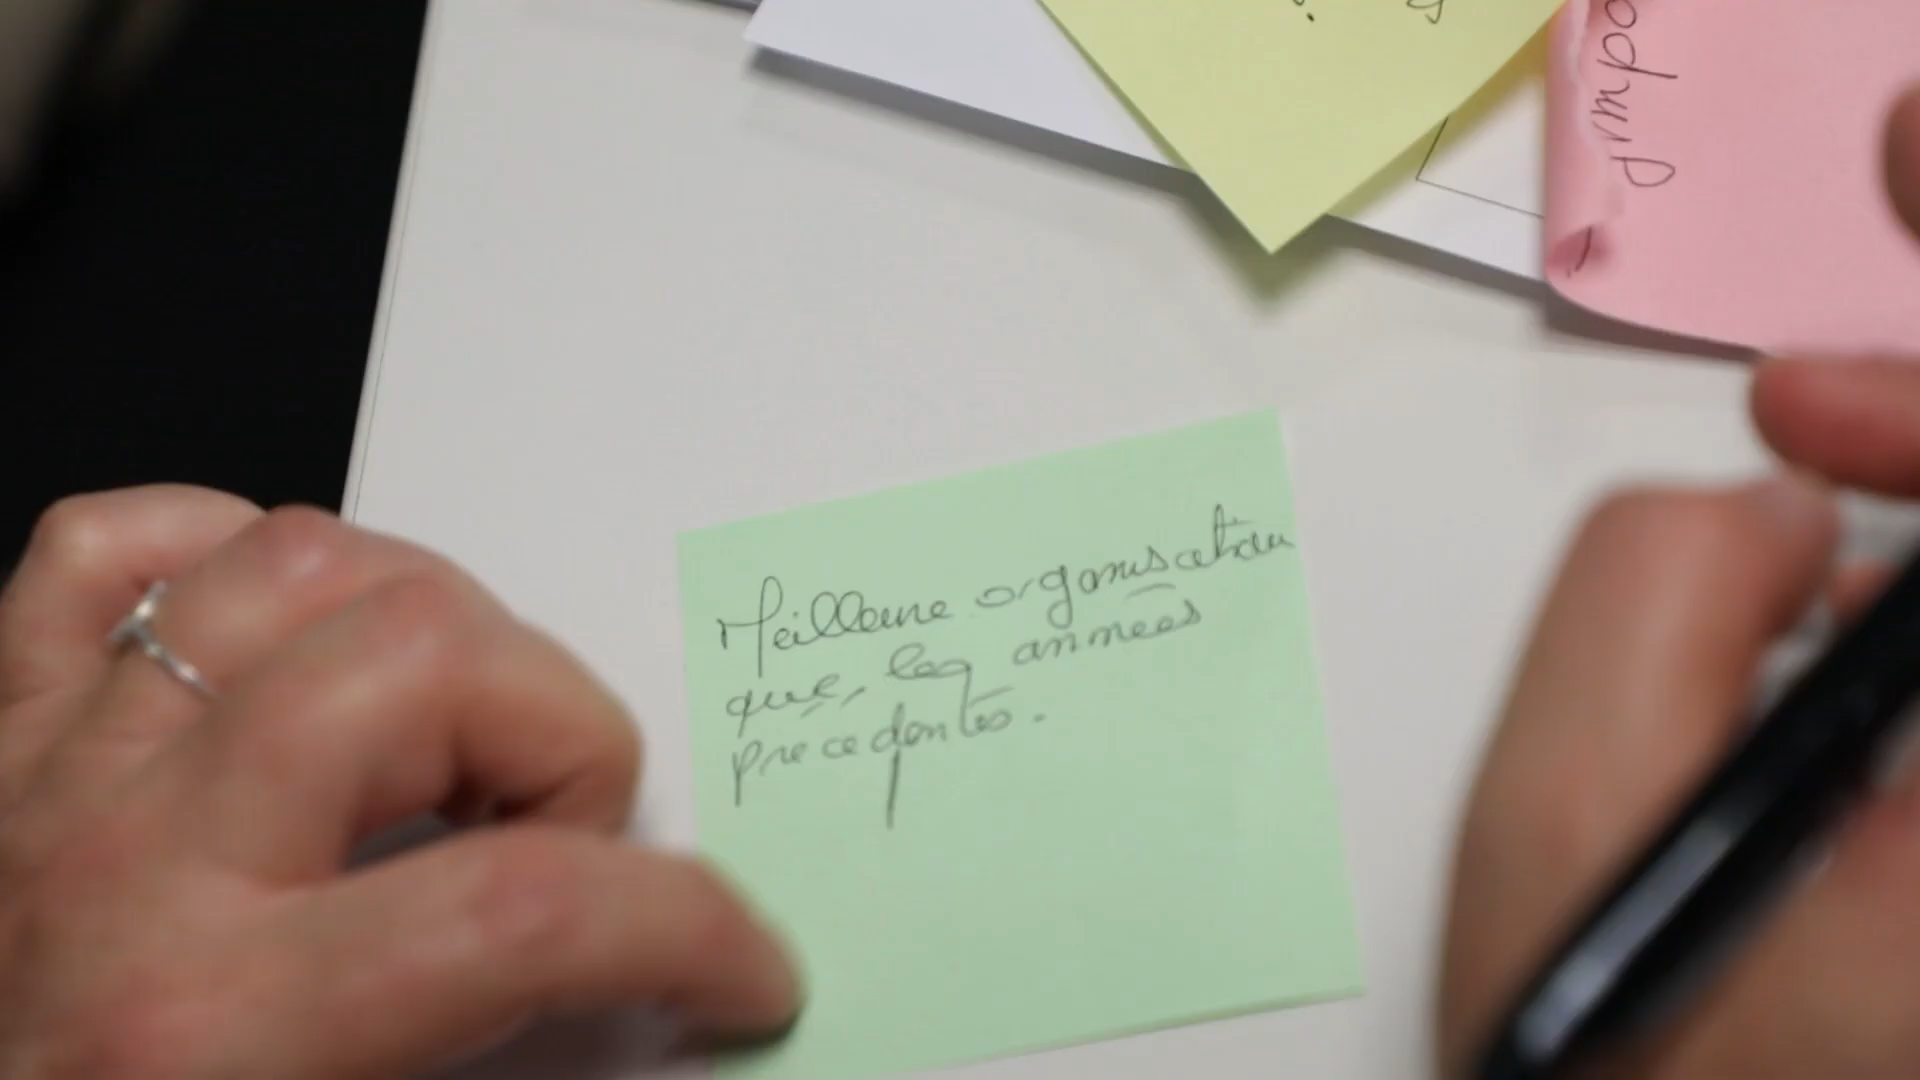 Meilleure organisation
que les années
precedentes.